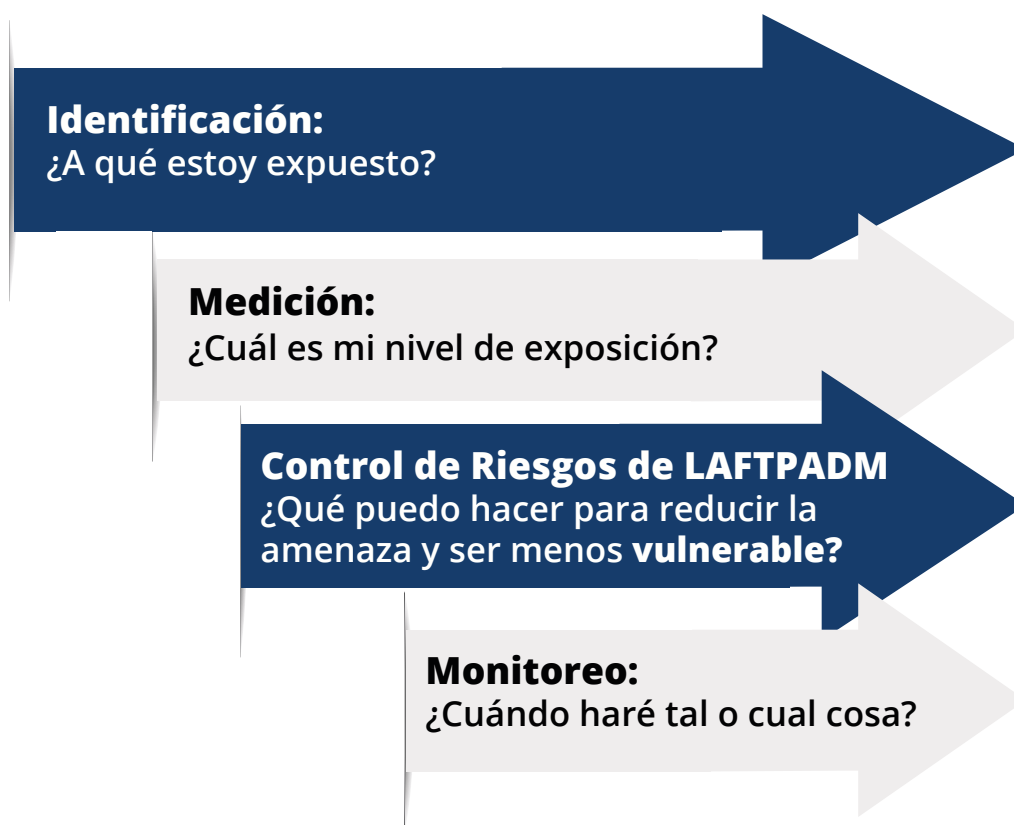 Identificación:
¿A qué estoy expuesto?
Medición:
¿Cuál es mi nivel de exposición?
Control de Riesgos de LAFTPADM
¿Qué puedo hacer para reducir la
amenaza y ser menos vulnerable?
Monitoreo:
¿Cuándo haré tal o cual cosa?